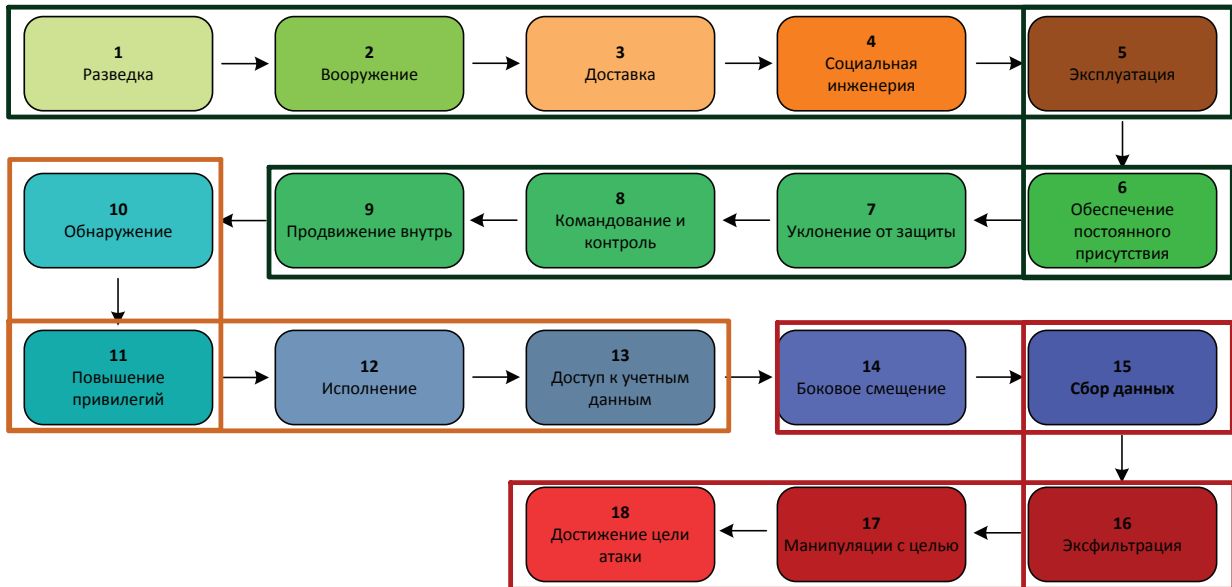 1
Разведка
2
Вооружение
3
Доставка
4
Социальная
инженерия
5
Эксплуатация
6
Обеспечение
постоянного
присутствия
7
Уклонение от защиты
8
Командование и
контроль
9
Продвижение внутрь
10
Обнаружение
11
Повышение
привилегий
12
Исполнение
13
Доступ к учетным
данным
14
Боковое смещение
15
Сбор данных
16
Эксфильтрация
17
Манипуляции с целью
18
Достижение цели
атаки